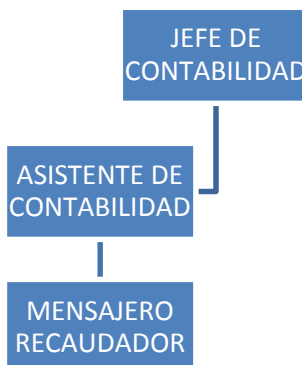 JEFE DE
CONTABILIDAD
ASISTENTE DE
CONTABILIDAD
MENSAJERO
RECAUDADOR